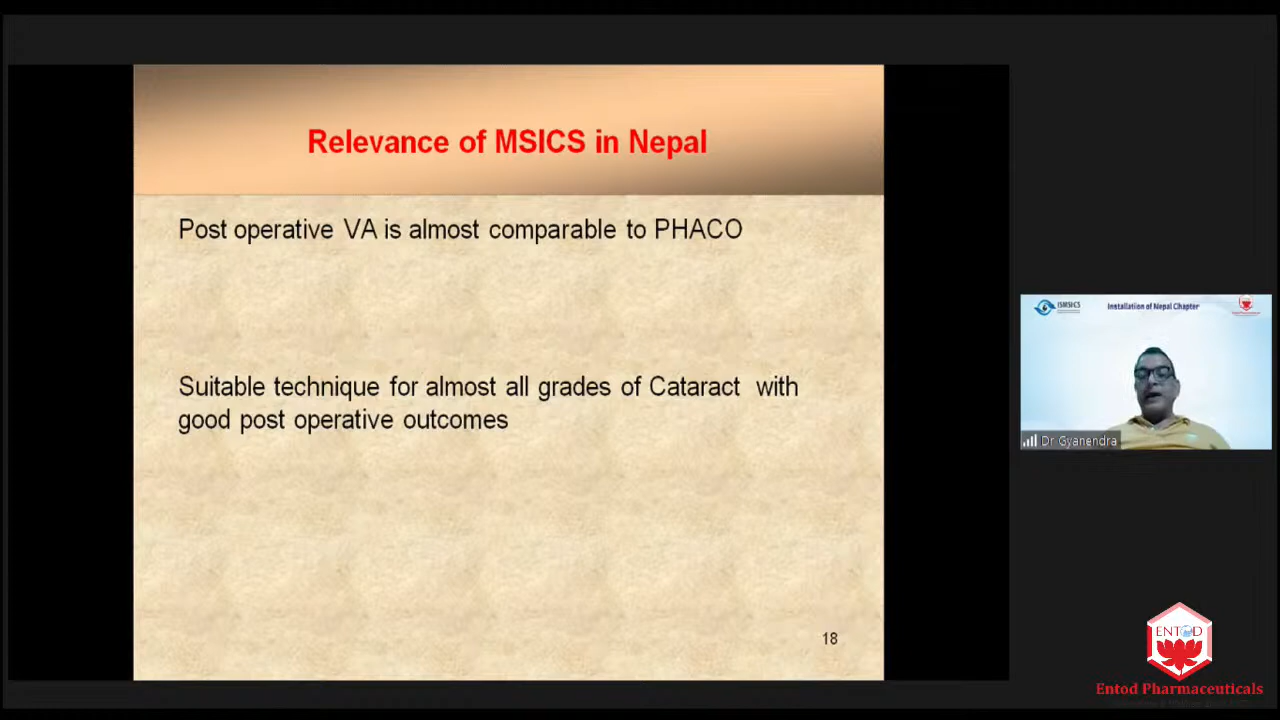 Relevance of MSICS in Nepal
Post operative VA is almost comparable to PHACO
Suitable technique for almost all grades of Cataract with
good post operative outcomes
18
ISMSICS
Installation of Nepal Chapter
Dr Gyanendra
ENTOD
Entod Pharmaceuticals